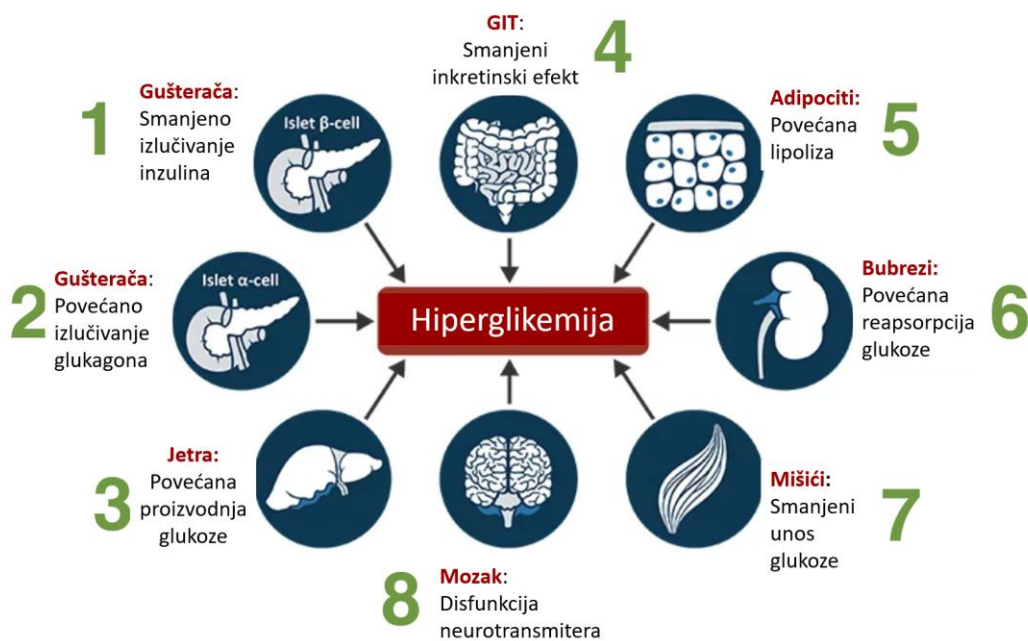 1
Gušterača:
Smanjeno
izlučivanje
inzulina
Islet β-cell
GIT:
Smanjeni
inkretinski efekt
4
Adipociti:
Povećana
lipoliza
5
2
Gušterača:
Povećano
izlučivanje
glukagona
Islet α-cell
Hiperglikemija
Bubrezi:
Povećana
reapsorpcija
glukoze
6
3
Jetra:
Povećana
proizvodnja
glukoze
8
Mozak:
Disfunkcija
neurotransmitera
Mišići:
Smanjeni
unos
glukoze
7